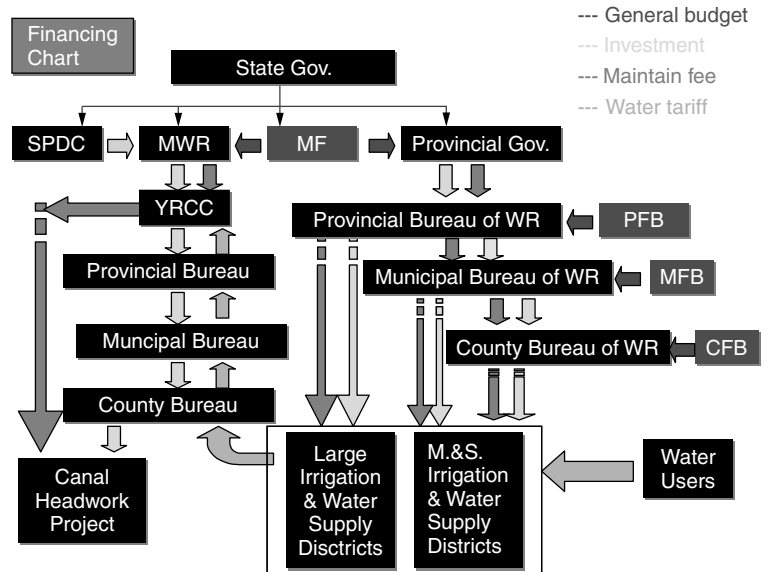 Financing
Chart
--- General budget
--- Investment
--- Maintain fee
--- Water tariff
State Gov.
SPDC
MWR
MF
Provincial Gov.
YRCC
Provincial Bureau of WR
PFB
Provincial Bureau
Municipal Bureau of WR
MFB
Muncipal Bureau
County Bureau of WR
CFB
County Bureau
Canal
Headwork
Project
Large
Irrigation
& Water
Supply
Disctricts
M.&S.
Irrigation
& Water
Supply
Districts
Water
Users